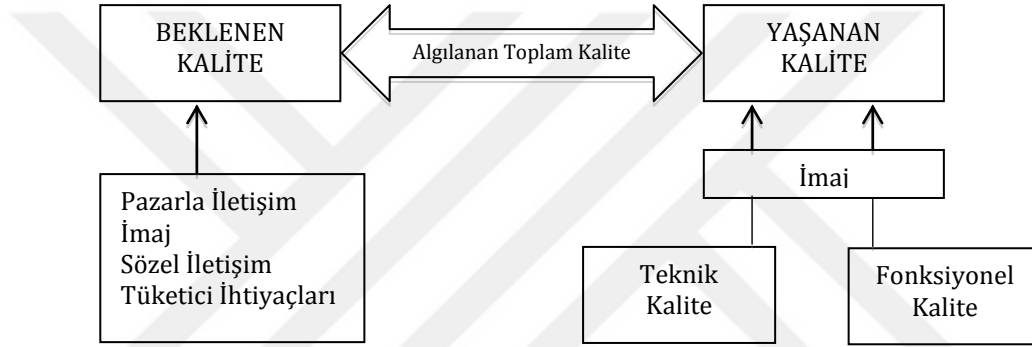 BEKLENEN
KALİTE
Algılanan Toplam Kalite
YAŞANAN
KALİTE
Pazarla İletişim
İmaj
Sözel İletişim
Tüketici İhtiyaçları
İmaj
Teknik
Kalite
Fonksiyonel
Kalite